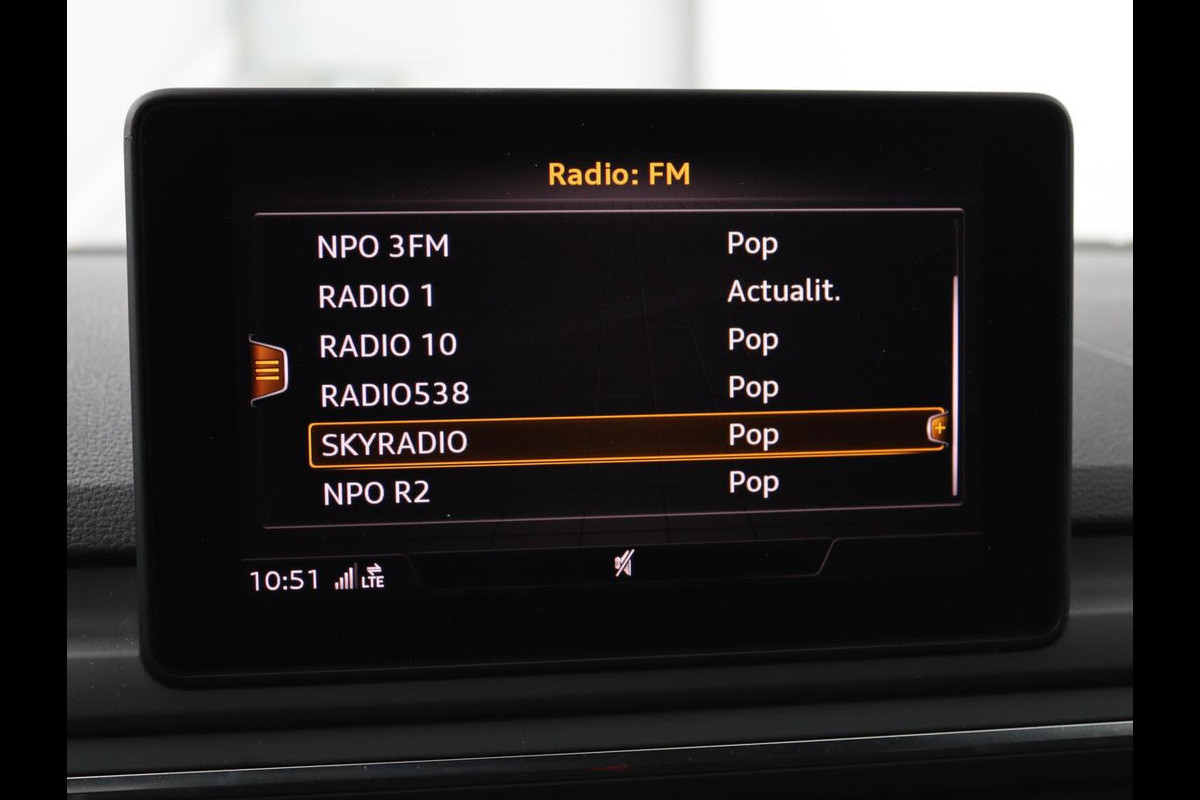 Radio: FM
NPO 3FM Pop
RADIO 1 Actualit.
RADIO 10 Pop
RADIO538 Pop
SKYRADIO Pop
NPO R2 Pop
10:51 LTE